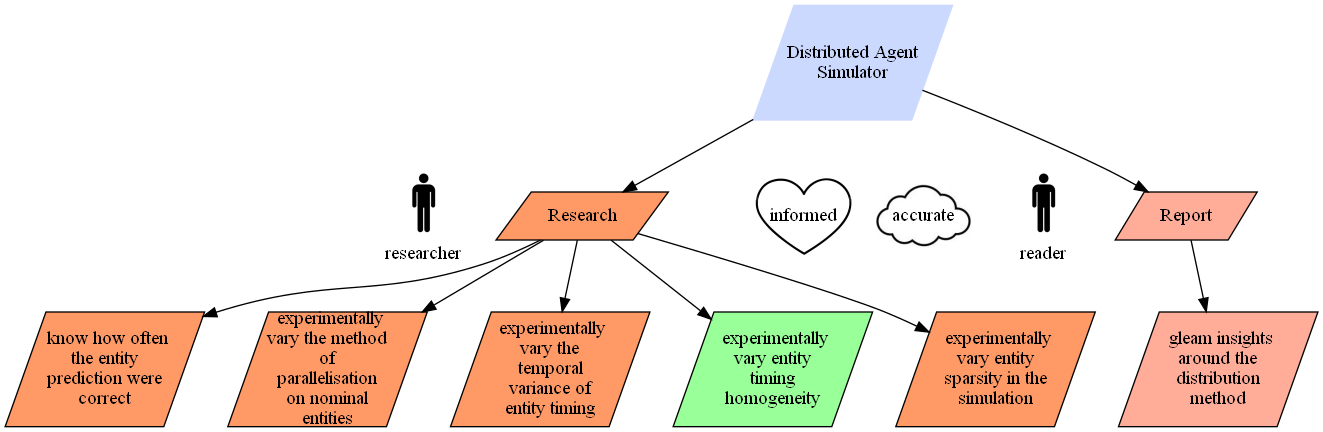 Distributed Agent
Simulator
researcher
Research
informed
accurate
reader
Report
know how often
the entity
prediction were
correct
experimentally
vary the method
of
parallelisation
on nominal
entities
experimentally
vary the
temporal
variance of
entity timing
experimentally
vary entity
timing
homogeneity
experimentally
vary entity
sparsity in the
simulation
gleam insights
around the
distribution
method